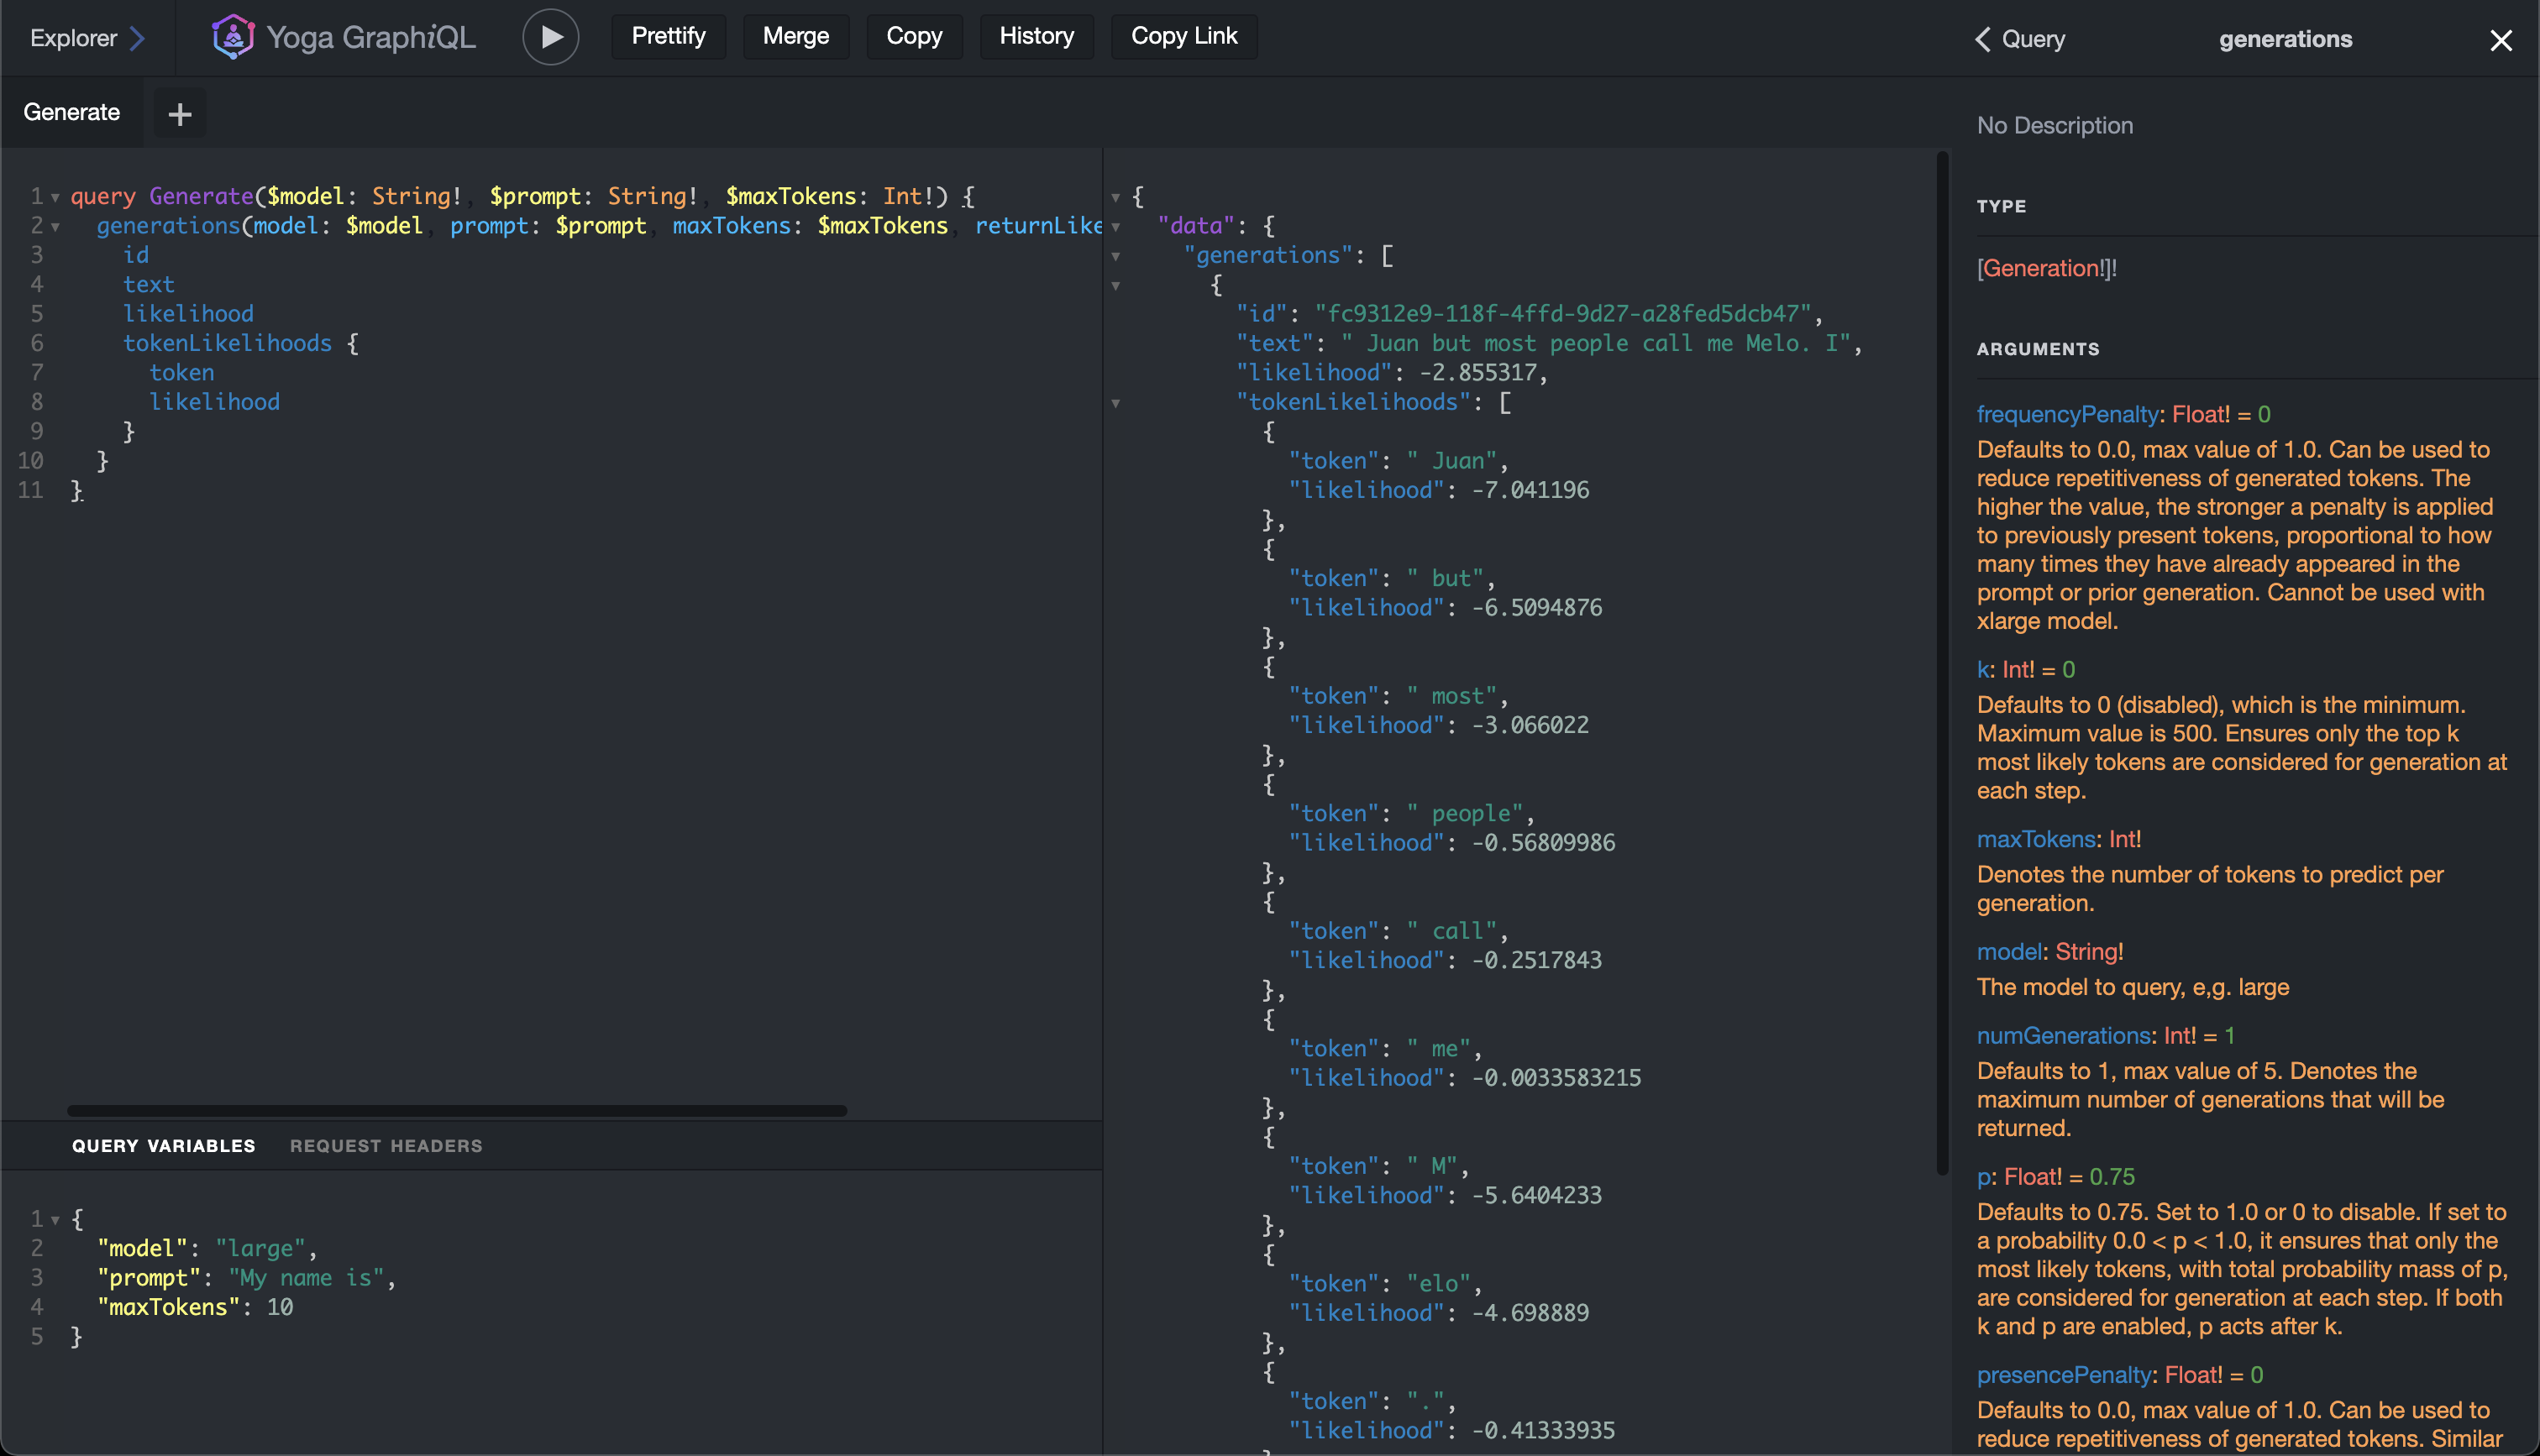 Explorer
Yoga GraphiQL
Prettify
Merge
Copy
History
Copy Link
Query
generations
Generate
+
1 query Generate($model: String!, $prompt: String!, $maxTokens: Int!) {
2 generations(model: $model, prompt: $prompt, maxTokens: $maxTokens, returnLike
3 id
4 text
5 likelihood
6 tokenLikelihoods {
7 token
8 likelihood
9 }
10 }
11 }
QUERY VARIABLES
REQUEST HEADERS
1 {
2 "model": "large",
3 "prompt": "My name is",
4 "maxTokens": 10
5 }
{
"data": {
"generations": [
{
"id": "fc9312e9-118f-4ffd-9d27-a28fed5dcb47",
"text": " Juan but most people call me Melo. I",
"likelihood": -2.855317,
"tokenLikelihoods": [
{
"token": " Juan",
"likelihood": -7.041196
},
{
"token": " but",
"likelihood": -6.5094876
},
{
"token": " most",
"likelihood": -3.066022
},
{
"token": " people",
"likelihood": -0.56809986
},
{
"token": " call",
"likelihood": -0.2517843
},
{
"token": " me",
"likelihood": -0.0033583215
},
{
"token": " M",
"likelihood": -5.6404233
},
{
"token": "elo",
"likelihood": -4.698889
},
{
"token": ".",
"likelihood": -0.41333935
No Description
TYPE
[Generation!]!
ARGUMENTS
frequencyPenalty: Float! = 0
Defaults to 0.0, max value of 1.0. Can be used to
reduce repetitiveness of generated tokens. The
higher the value, the stronger a penalty is applied
to previously present tokens, proportional to how
many times they have already appeared in the
prompt or prior generation. Cannot be used with
xlarge model.
k: Int! = 0
Defaults to 0 (disabled), which is the minimum.
Maximum value is 500. Ensures only the top k
most likely tokens are considered for generation at
each step.
maxTokens: Int!
Denotes the number of tokens to predict per
generation.
model: String!
The model to query, e,g. large
numGenerations: Int! = 1
Defaults to 1, max value of 5. Denotes the
maximum number of generations that will be
returned.
p: Float! = 0.75
Defaults to 0.75. Set to 1.0 or 0 to disable. If set to
a probability 0.0 < p < 1.0, it ensures that only the
most likely tokens, with total probability mass of p,
are considered for generation at each step. If both
k and p are enabled, p acts after k.
presencePenalty: Float! = 0
Defaults to 0.0, max value of 1.0. Can be used to
reduce repetitiveness of generated tokens. Similar